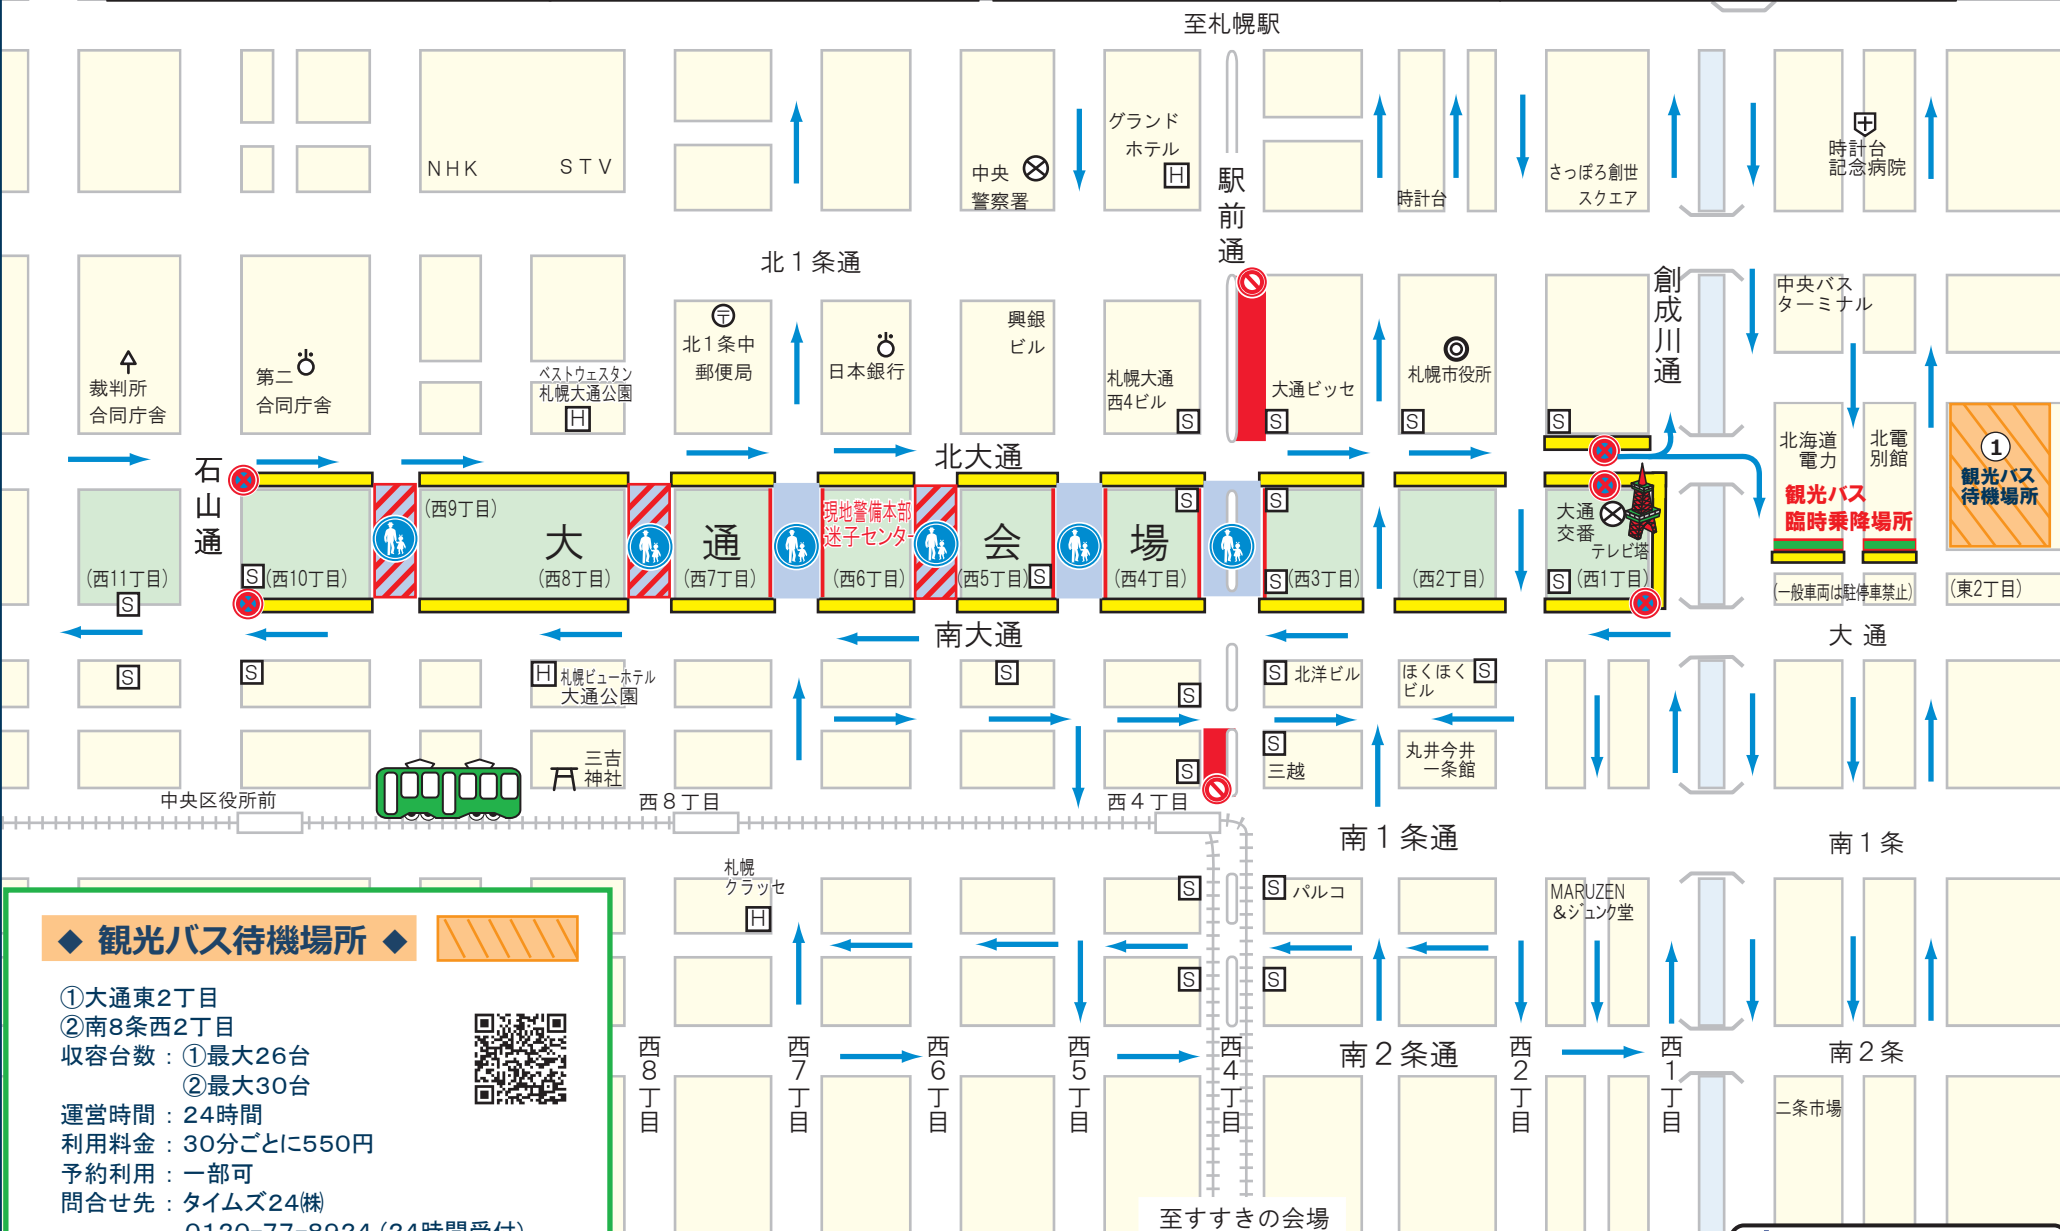 至札幌駅
NHK
STV
中央
警察署
グランド
ホテル
H
駅前通
時計台
さっぽろ創世
スクエア
時計台
記念病院
北1条通
創成川通
中央バス
ターミナル
裁判所
合同庁舎
第二
合同庁舎
ベストウェスタン
札幌大通公園
H
〒
北1条中
郵便局
日本銀行
興銀
ビル
札幌大通
西4ビル
S
大通ビッセ
S
札幌市役所
S
S
北海道
電力
北電
別館
①
観光バス
待機場所
観光バス
臨時乗降場所
石山通
北大通
(西9丁目)
大
通
会
場
現地警備本部
迷子センター
S
S
大通
交番
テレビ塔
(西11丁目)
S
S
(西10丁目)
(西8丁目)
(西7丁目)
(西6丁目)
(西5丁目)
S
(西4丁目)
S
(西3丁目)
(西2丁目)
S
(西1丁目)
(一般車両は駐停車禁止)
(東2丁目)
南大通
大通
S
S
H
札幌ビューホテル
大通公園
S
S
S
北洋ビル
ほくほく
ビル
S
三吉
神社
S
S
三越
丸井今井
一条館
中央区役所前
西8丁目
西4丁目
南1条通
南1条
札幌
クラッセ
H
S
S
パルコ
MARUZEN
&ジュンク堂
S
S
◆ 観光バス待機場所 ◆
①大通東2丁目
②南8条西2丁目
収容台数：①最大26台
②最大30台
運営時間：24時間
利用料金：30分ごとに550円
予約利用：一部可
問合せ先：タイムズ24㈱
0120-77-8924(24時間受付)
西8丁目
西7丁目
西6丁目
西5丁目
西4丁目
南2条通
西2丁目
西1丁目
南2条
二条市場
至すすきの会場